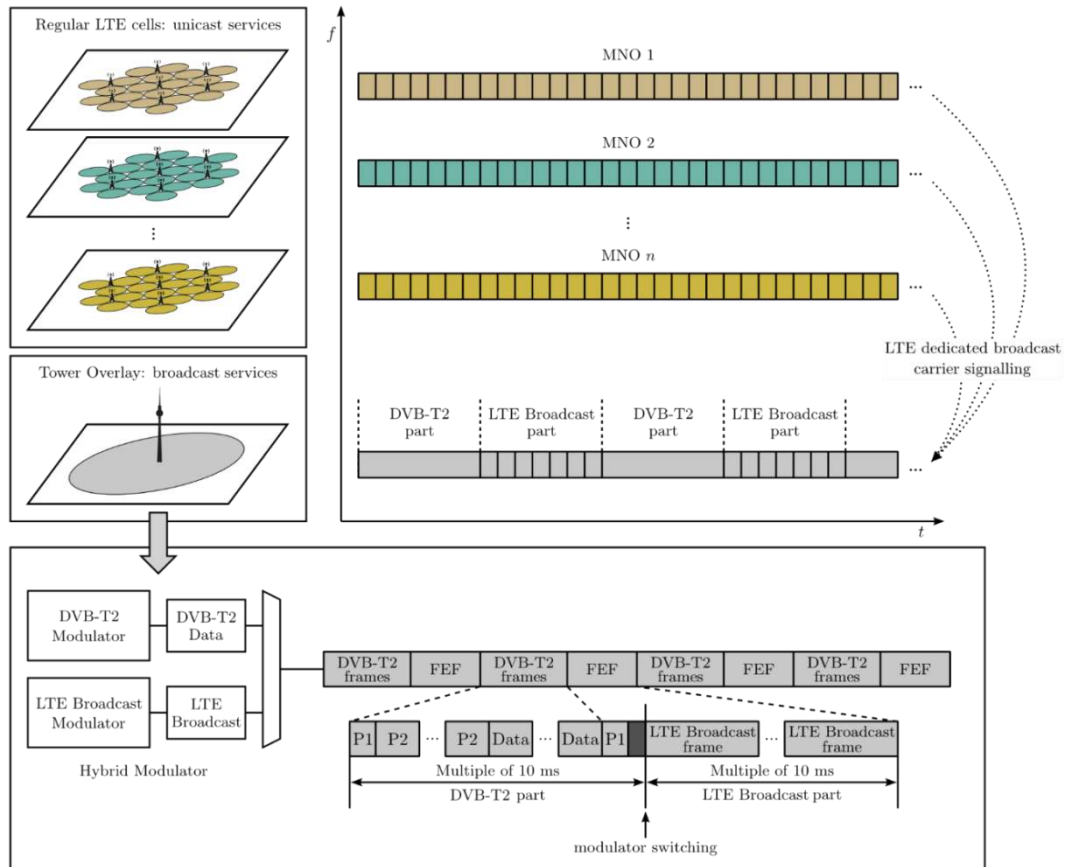 Regular LTE cells: unicast services
⋮
Tower Overlay: broadcast services
f
MNO 1
...
MNO 2
...
⋮
MNO n
...
LTE dedicated broadcast
carrier signalling
DVB-T2
part
LTE Broadcast
part
DVB-T2
part
LTE Broadcast
part
...
t
DVB-T2
Modulator
DVB-T2
Data
LTE Broadcast
Modulator
LTE
Broadcast
Hybrid Modulator
DVB-T2
frames
FEF
DVB-T2
frames
FEF
DVB-T2
frames
FEF
DVB-T2
frames
FEF
P1
P2
...
P2
Data
...
Data
P1
LTE Broadcast
frame
...
LTE Broadcast
frame
Multiple of 10 ms
DVB-T2 part
Multiple of 10 ms
LTE Broadcast part
modulator switching